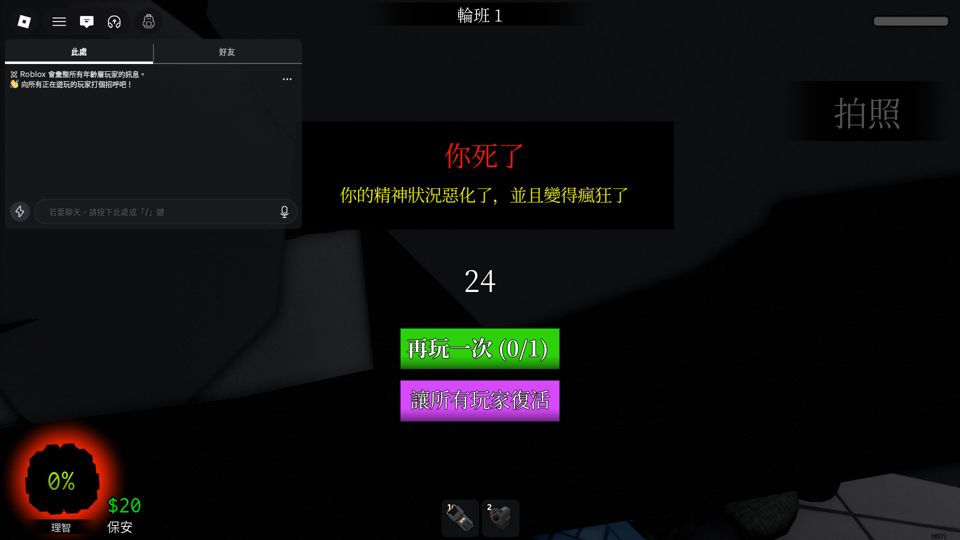 輪班 1
此處
好友
Roblox 會彙整所有年齡層玩家的訊息。
👋 向所有正在遊玩的玩家打個招呼吧！
若要聊天，請按下此處或「/」鍵
拍照
你死了
你的精神狀況惡化了，並且變得瘋狂了
24
再玩一次 (0/1)
讓所有玩家復活
0%
理智
$20
保安
1
2